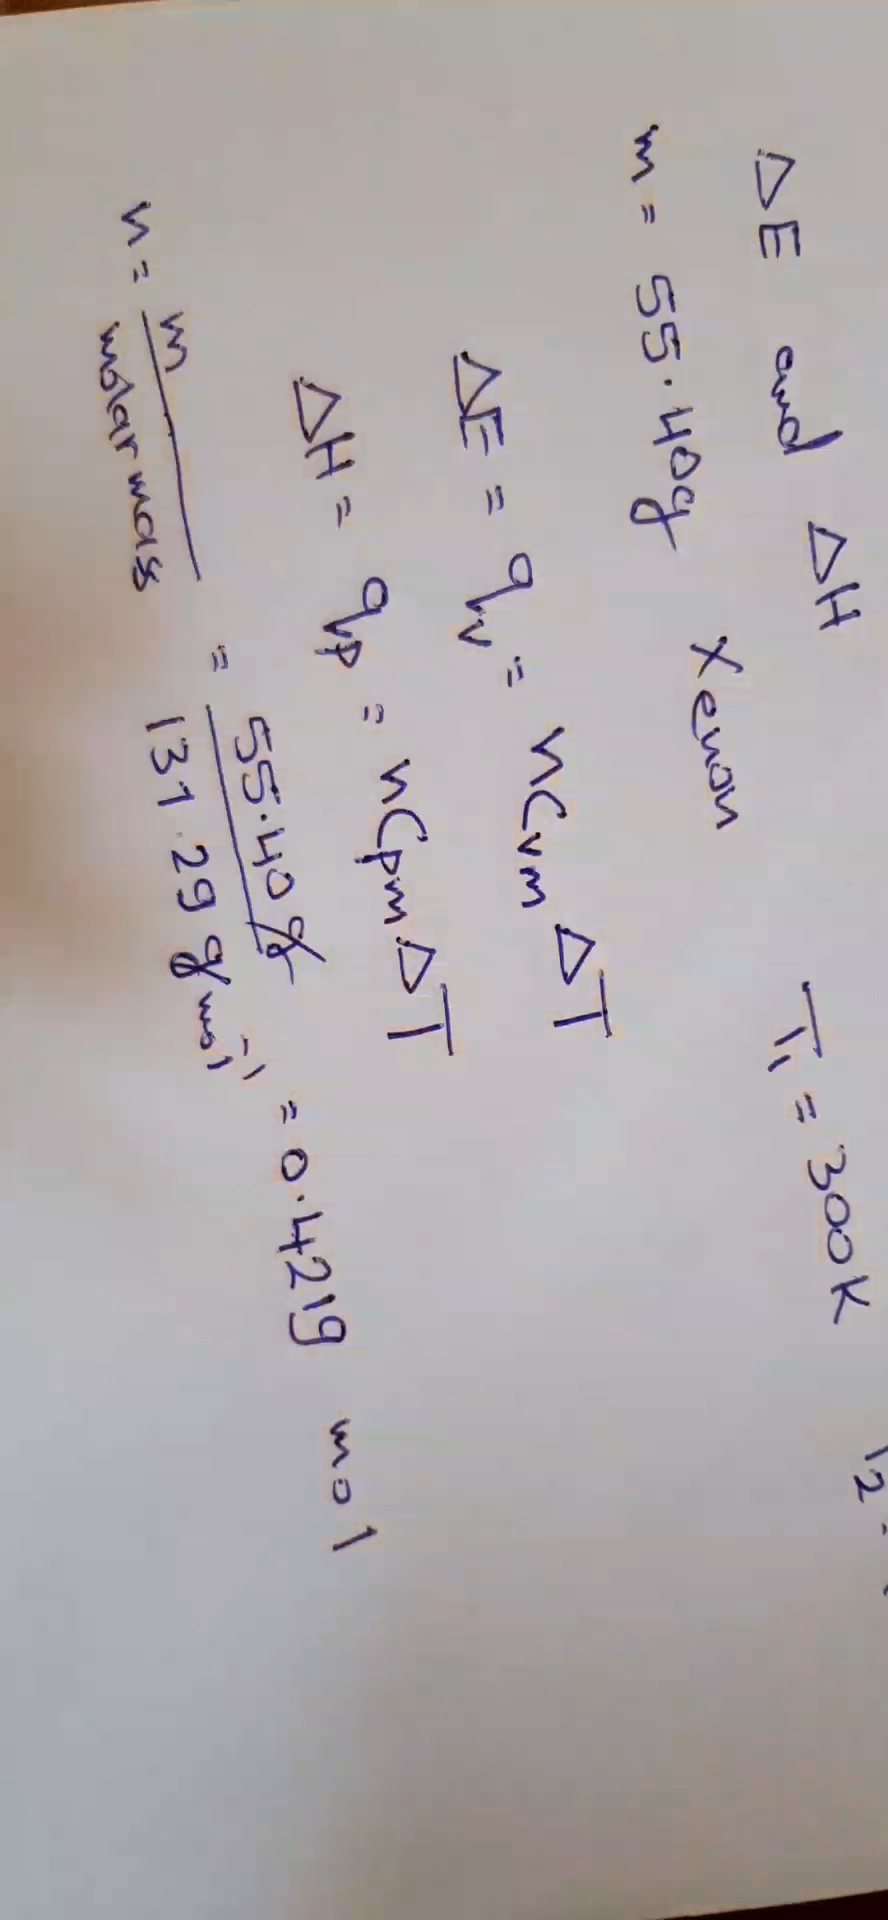 ΔE and ΔH T₁ = 300K
m = 55.40g Xenon
ΔE = qᵥ = nCᵥm ΔT
ΔH = qp = nCpm ΔT
n = m / molar mass = 55.40 g / 131.29 g mol⁻¹ = 0.4219 mol